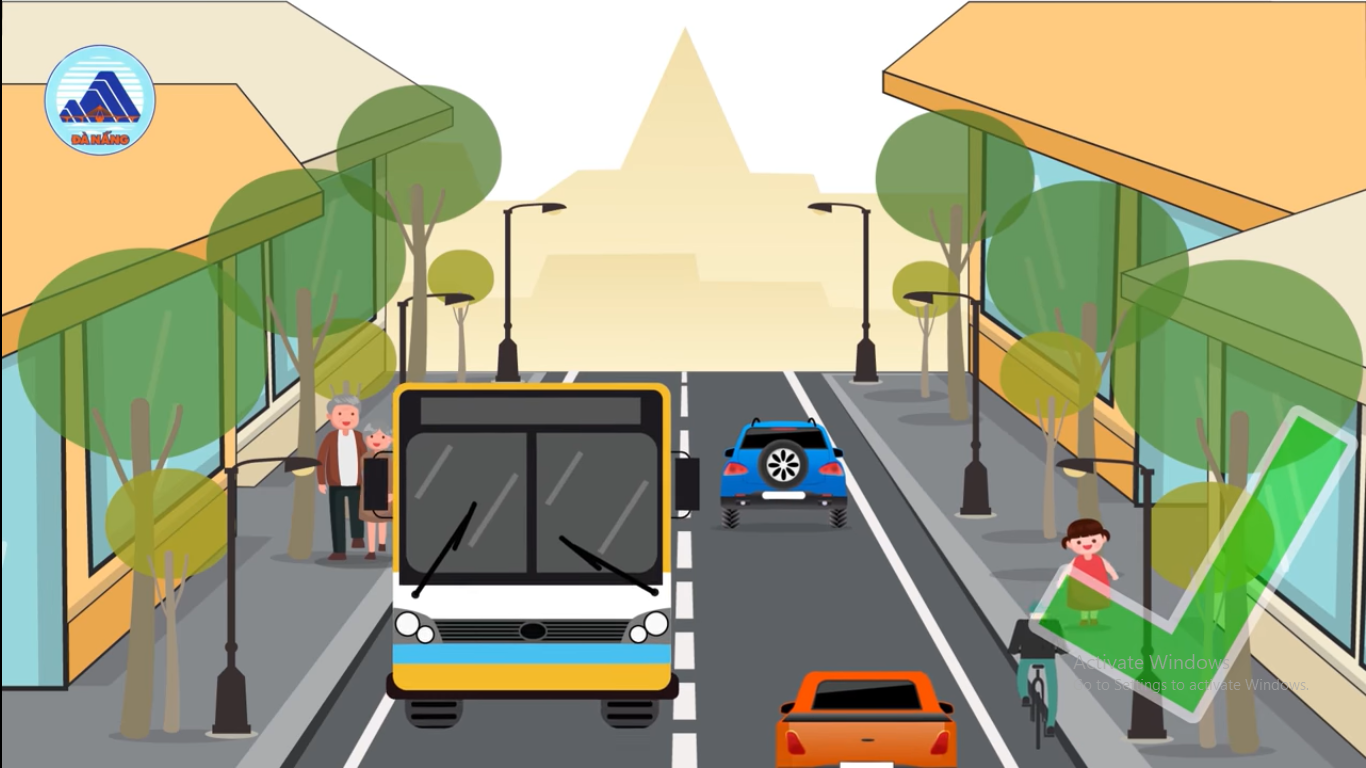 ĐÀ NẴNG
Activate Windows
Go to Settings to activate Windows.